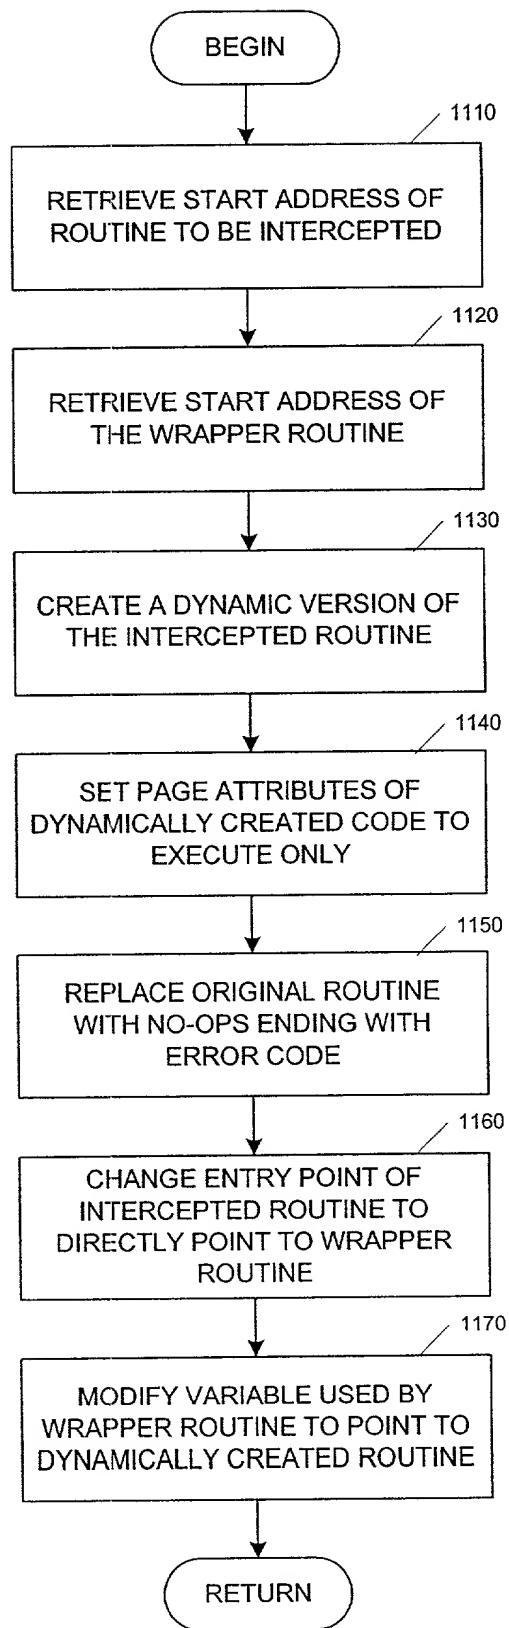 BEGIN
1110
RETRIEVE START ADDRESS OF
ROUTINE TO BE INTERCEPTED
1120
RETRIEVE START ADDRESS OF
THE WRAPPER ROUTINE
1130
CREATE A DYNAMIC VERSION OF
THE INTERCEPTED ROUTINE
1140
SET PAGE ATTRIBUTES OF
DYNAMICALLY CREATED CODE TO
EXECUTE ONLY
1150
REPLACE ORIGINAL ROUTINE
WITH NO-OPS ENDING WITH
ERROR CODE
1160
CHANGE ENTRY POINT OF
INTERCEPTED ROUTINE TO
DIRECTLY POINT TO WRAPPER
ROUTINE
1170
MODIFY VARIABLE USED BY
WRAPPER ROUTINE TO POINT TO
DYNAMICALLY CREATED ROUTINE
RETURN